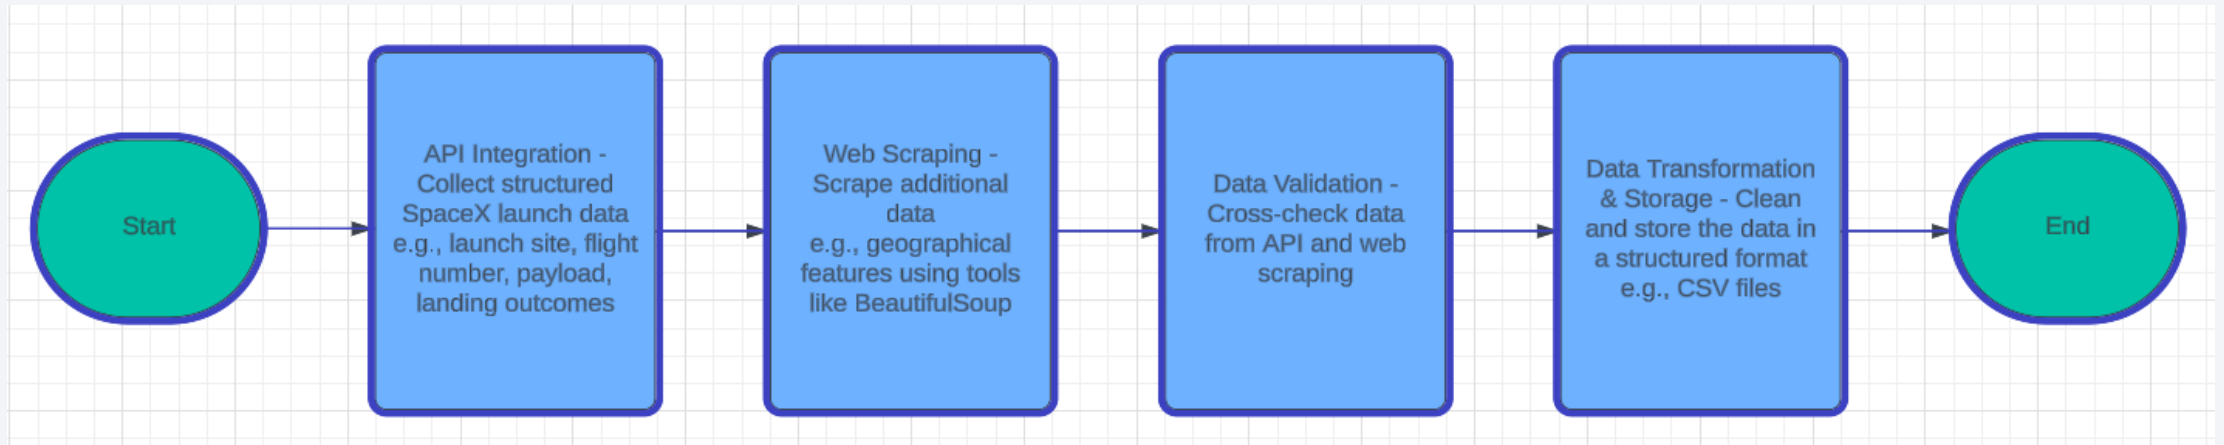 Start
API Integration -
Collect structured
SpaceX launch data
e.g., launch site, flight
number, payload,
landing outcomes
Web Scraping -
Scrape additional
data
e.g., geographical
features using tools
like BeautifulSoup
Data Validation -
Cross-check data
from API and web
scraping
Data Transformation
& Storage - Clean
and store the data in
a structured format
e.g., CSV files
End